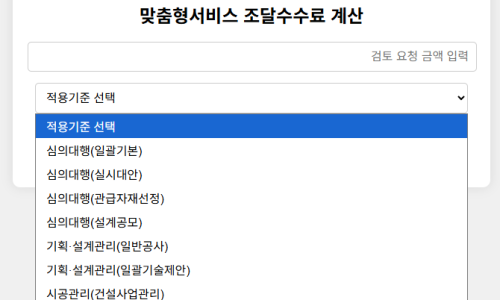 맞춤형서비스 조달수수료 계산
검토 요청 금액 입력
적용기준 선택
적용기준 선택
심의대행(일괄기본)
심의대행(실시대안)
심의대행(관급자재선정)
심의대행(설계공모)
기획·설계관리(일반공사)
기획·설계관리(일괄기술제안)
시공관리(건설사업관리)